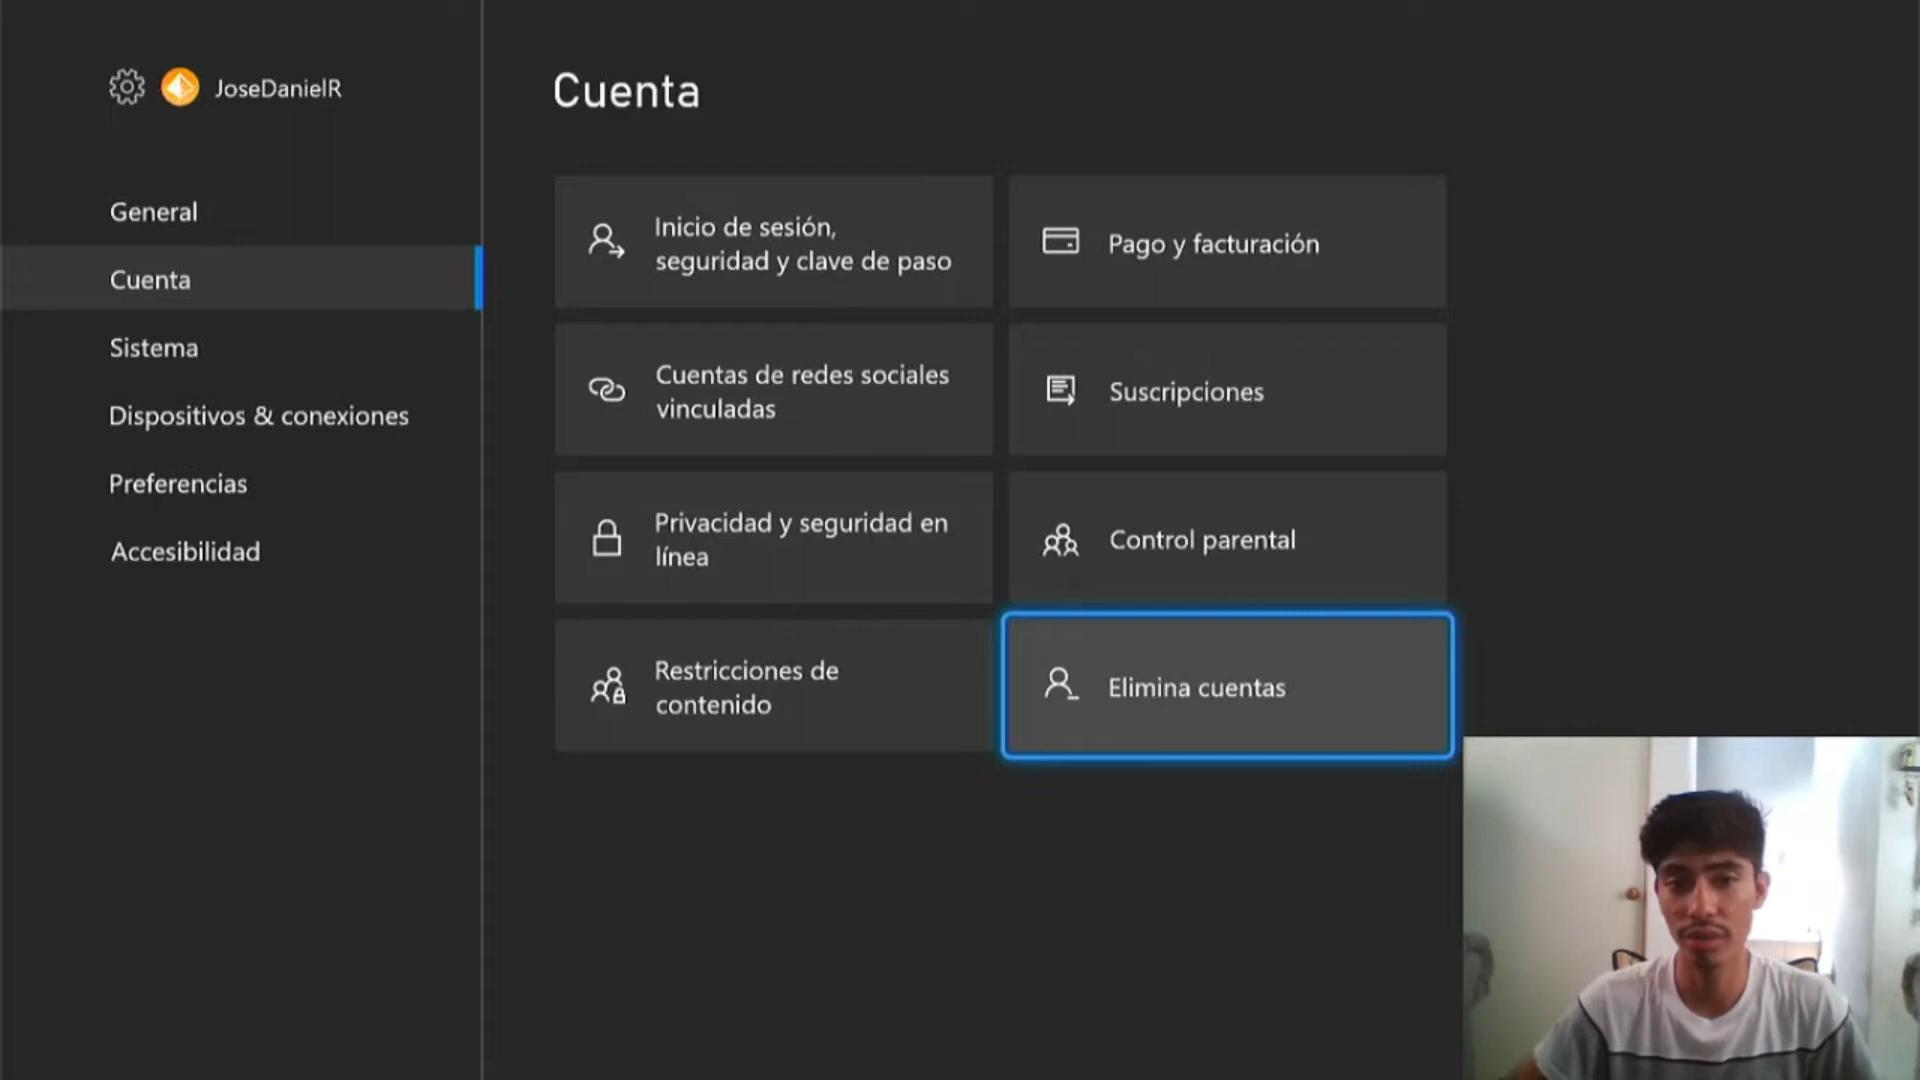 JoseDanielR
General
Cuenta
Sistema
Dispositivos & conexiones
Preferencias
Accesibilidad
Cuenta
Inicio de sesión,
seguridad y clave de paso
Pago y facturación
Cuentas de redes sociales
vinculadas
Suscripciones
Privacidad y seguridad en
línea
Control parental
Restricciones de
contenido
Elimina cuentas